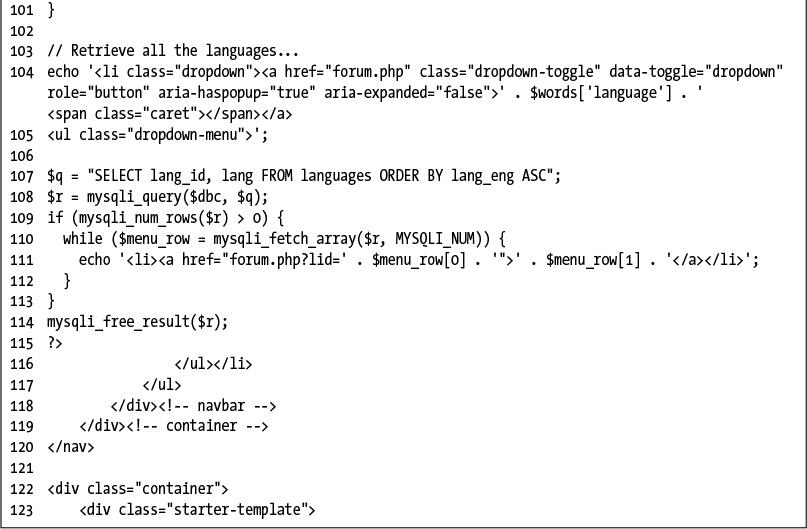 101 }
102
103 // Retrieve all the languages...
104 echo '<li class="dropdown"><a href="forum.php" class="dropdown-toggle" data-toggle="dropdown"
role="button" aria-haspopup="true" aria-expanded="false">' . $words['language'] . '
<span class="caret"></span></a>
105 <ul class="dropdown-menu">';
106
107 $q = "SELECT lang_id, lang FROM languages ORDER BY lang_eng ASC";
108 $r = mysqli_query($dbc, $q);
109 if (mysqli_num_rows($r) > 0) {
110   while ($menu_row = mysqli_fetch_array($r, MYSQLI_NUM)) {
111     echo '<li><a href="forum.php?lid=' . $menu_row[0] . '">' . $menu_row[1] . '</a></li>';
112   }
113 }
114 mysqli_free_result($r);
115 ?>
116                 </ul></li>
117             </ul>
118         </div><!-- navbar -->
119     </div><!-- container -->
120 </nav>
121
122 <div class="container">
123     <div class="starter-template">